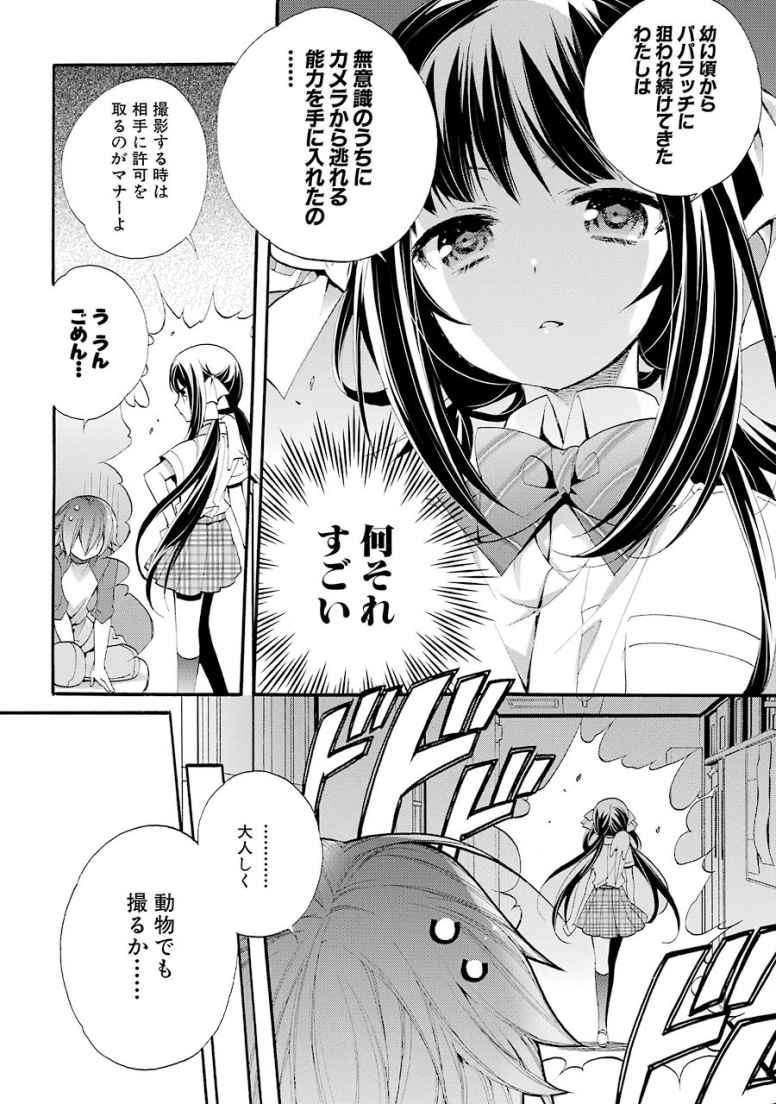 幼い頃から
パパラッチに
狙われ続けてきた
わたしは
無意識のうちに
カメラから逃れる
能力を手に入れたの
……
何それ
すごい
撮影する時は
相手に許可を
取るのがマナーよ
う うん
ごめん…
ドドドド
…………
大人しく
動物でも
撮るか……